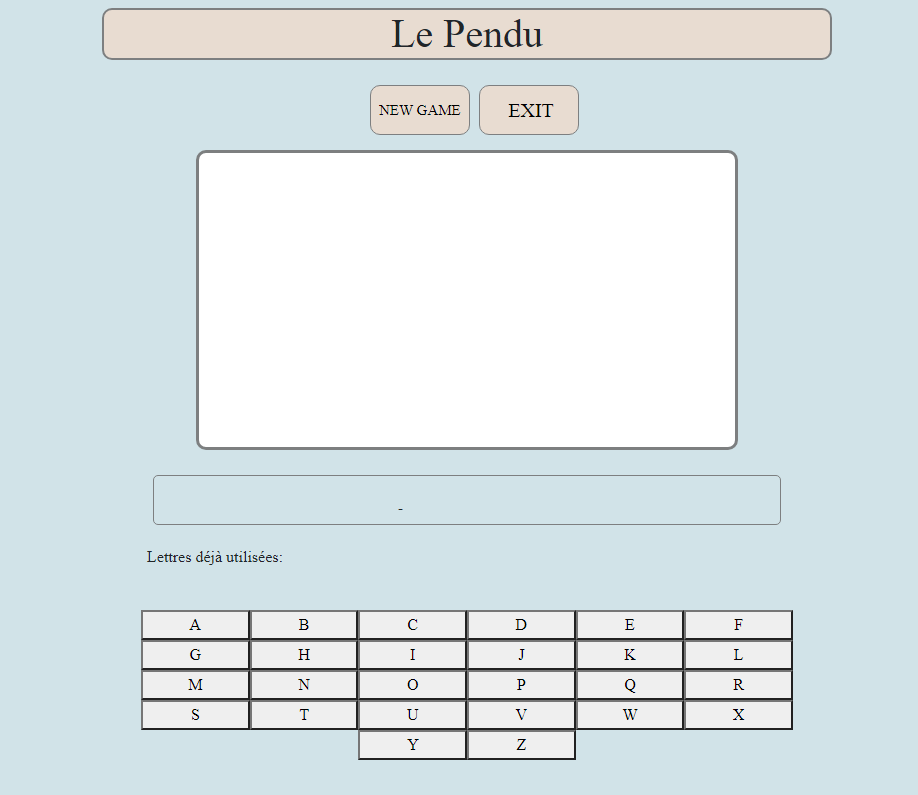 Le Pendu
NEW GAME EXIT
-
Lettres déjà utilisées:
A B C D E F
G H I J K L
M N O P Q R
S T U V W X
Y Z